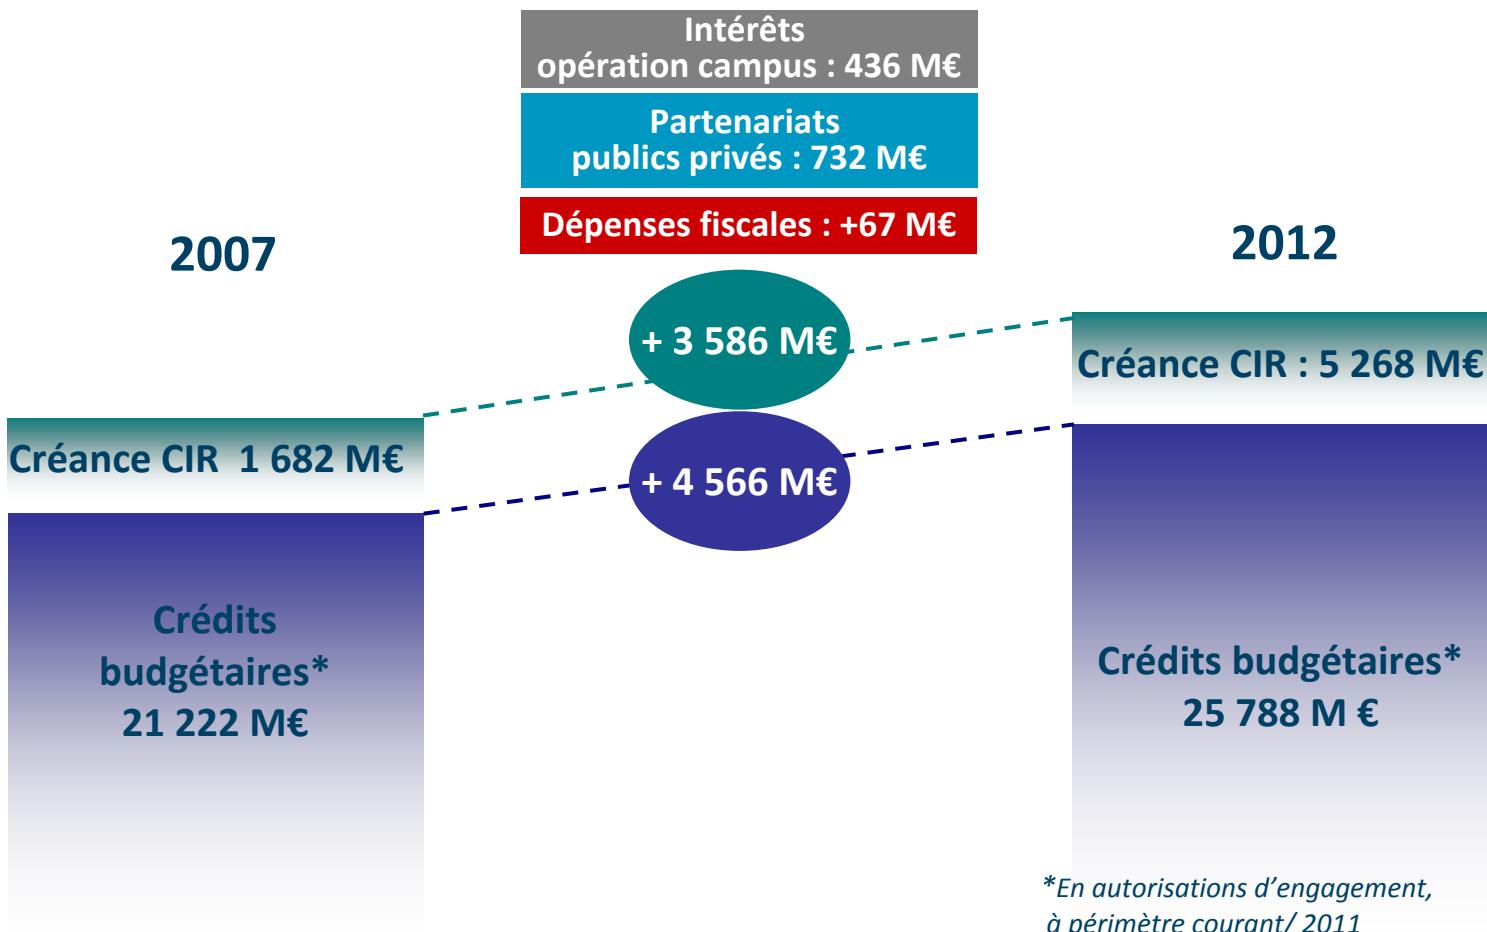 Intérêts
opération campus : 436 M€
Partenariats
publics privés : 732 M€
Dépenses fiscales : +67 M€
2007
2012
+ 3 586 M€
Créance CIR : 5 268 M€
Créance CIR 1 682 M€
+ 4 566 M€
Crédits
budgétaires*
21 222 M€
Crédits budgétaires*
25 788 M €
*En autorisations d’engagement,
à périmètre courant/ 2011